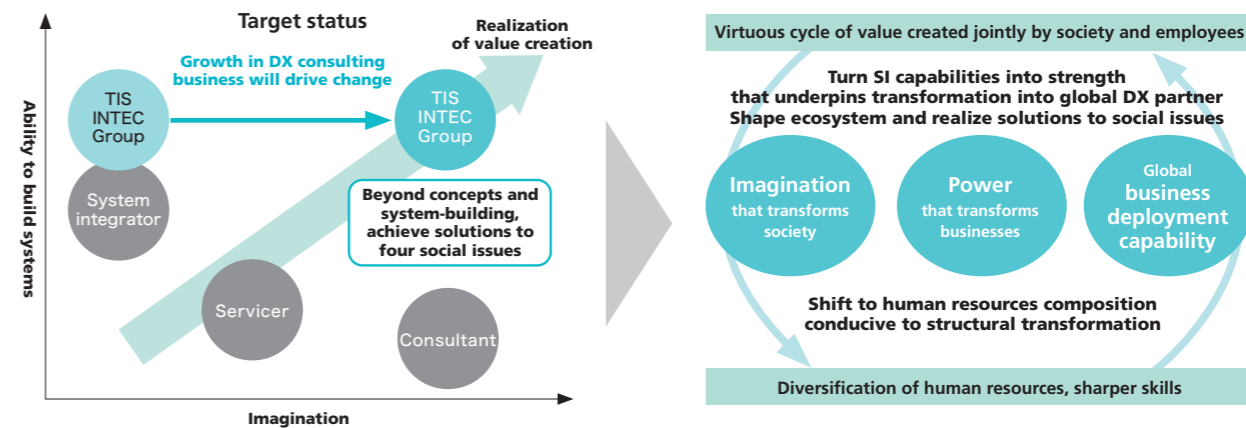 Target status
Realization
of value creation
Growth in DX consulting
business will drive change
Ability to build systems
TIS
INTEC
Group
TIS
INTEC
Group
System
integrator
Beyond concepts and
system-building,
achieve solutions to
four social issues
Servicer
Consultant
Imagination
Virtuous cycle of value created jointly by society and employees
Turn SI capabilities into strength
that underpins transformation into global DX partner
Shape ecosystem and realize solutions to social issues
Imagination
that transforms
society
Power
that transforms
businesses
Global
business
deployment
capability
Shift to human resources composition
conducive to structural transformation
Diversification of human resources, sharper skills